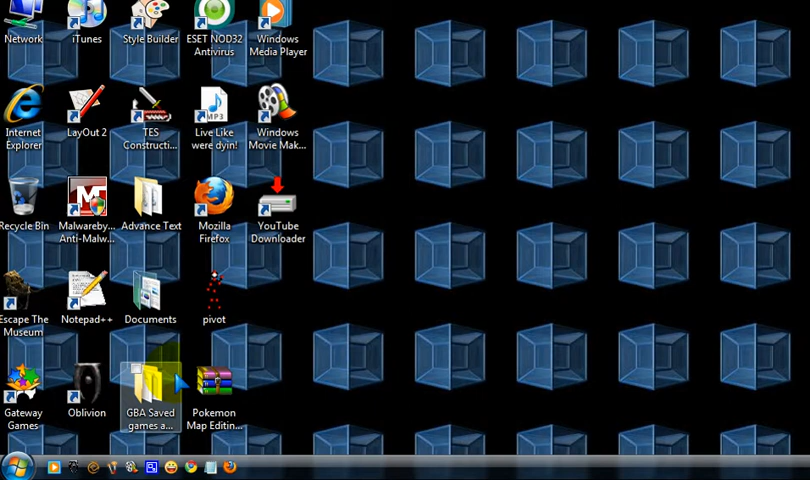 Network
iTunes
Style Builder
ESET NOD32
Antivirus
Windows
Media Player
Internet
Explorer
LayOut 2
TES
Constructi...
MP3
Live Like
were dyin!
Windows
Movie Mak...
Recycle Bin
Malwareby...
Anti-Malw...
Advance Text
Mozilla
Firefox
YouTube
Downloader
Escape The
Museum
Notepad++
Documents
pivot
Gateway
Games
Oblivion
GBA Saved
games a...
Pokemon
Map Editin...